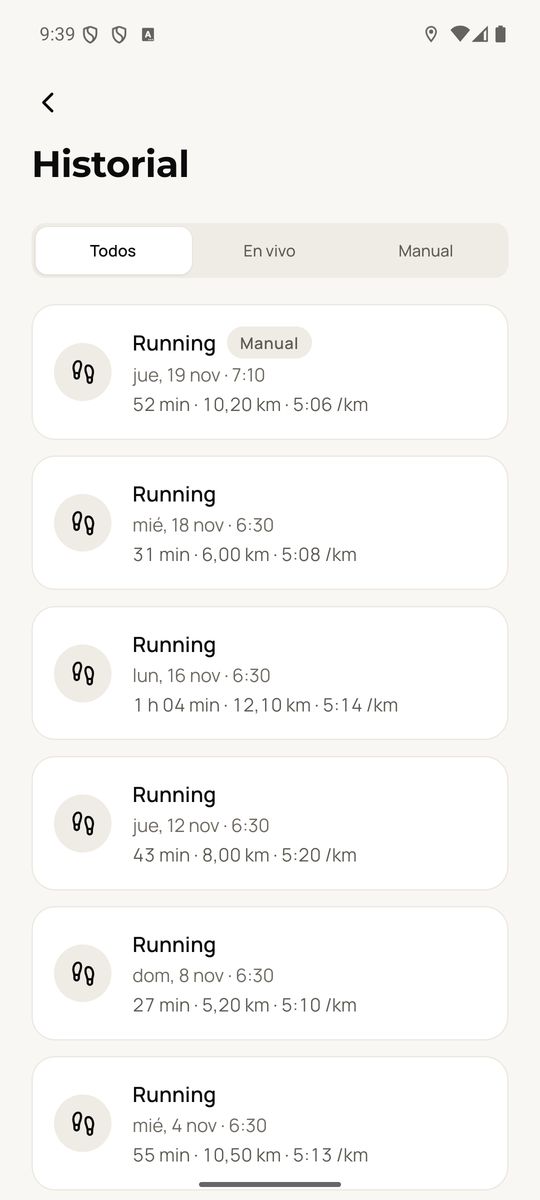 9:39
Historial
Todos
En vivo
Manual
Running Manual
jue, 19 nov · 7:10
52 min · 10,20 km · 5:06 /km
Running
mié, 18 nov · 6:30
31 min · 6,00 km · 5:08 /km
Running
lun, 16 nov · 6:30
1 h 04 min · 12,10 km · 5:14 /km
Running
jue, 12 nov · 6:30
43 min · 8,00 km · 5:20 /km
Running
dom, 8 nov · 6:30
27 min · 5,20 km · 5:10 /km
Running
mié, 4 nov · 6:30
55 min · 10,50 km · 5:13 /km